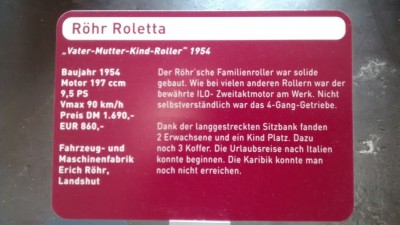 Röhr Roletta
„Vater-Mutter-Kind-Roller" 1954
Baujahr 1954
Motor 197 ccm
9,5 PS
Vmax 90 km/h
Preis DM 1.690,-
EUR 860,-
Fahrzeug- und
Maschinenfabrik
Erich Röhr,
Landshut
Der Röhr'sche Familienroller war solide
gebaut. Wie bei vielen anderen Rollern war der
bewährte ILO- Zweitaktmotor am Werk. Nicht
selbstverständlich war das 4-Gang-Getriebe.
Dank der langgestreckten Sitzbank fanden
2 Erwachsene und ein Kind Platz. Dazu
noch 3 Koffer. Die Urlaubsreise nach Italien
konnte beginnen. Die Karibik konnte man
noch nicht erreichen.